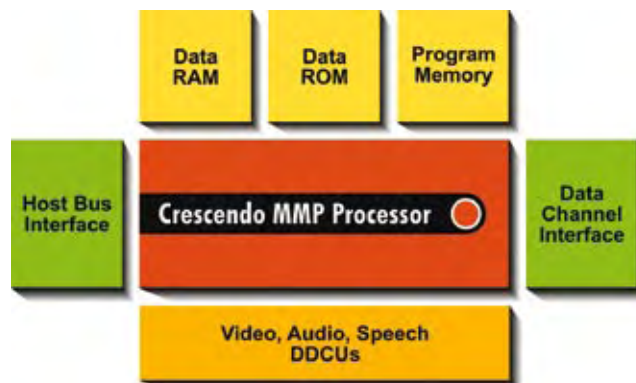 Data
RAM
Data
ROM
Program
Memory
Host Bus
Interface
Crescendo MMP Processor
Data
Channel
Interface
Video, Audio, Speech
DDCUs